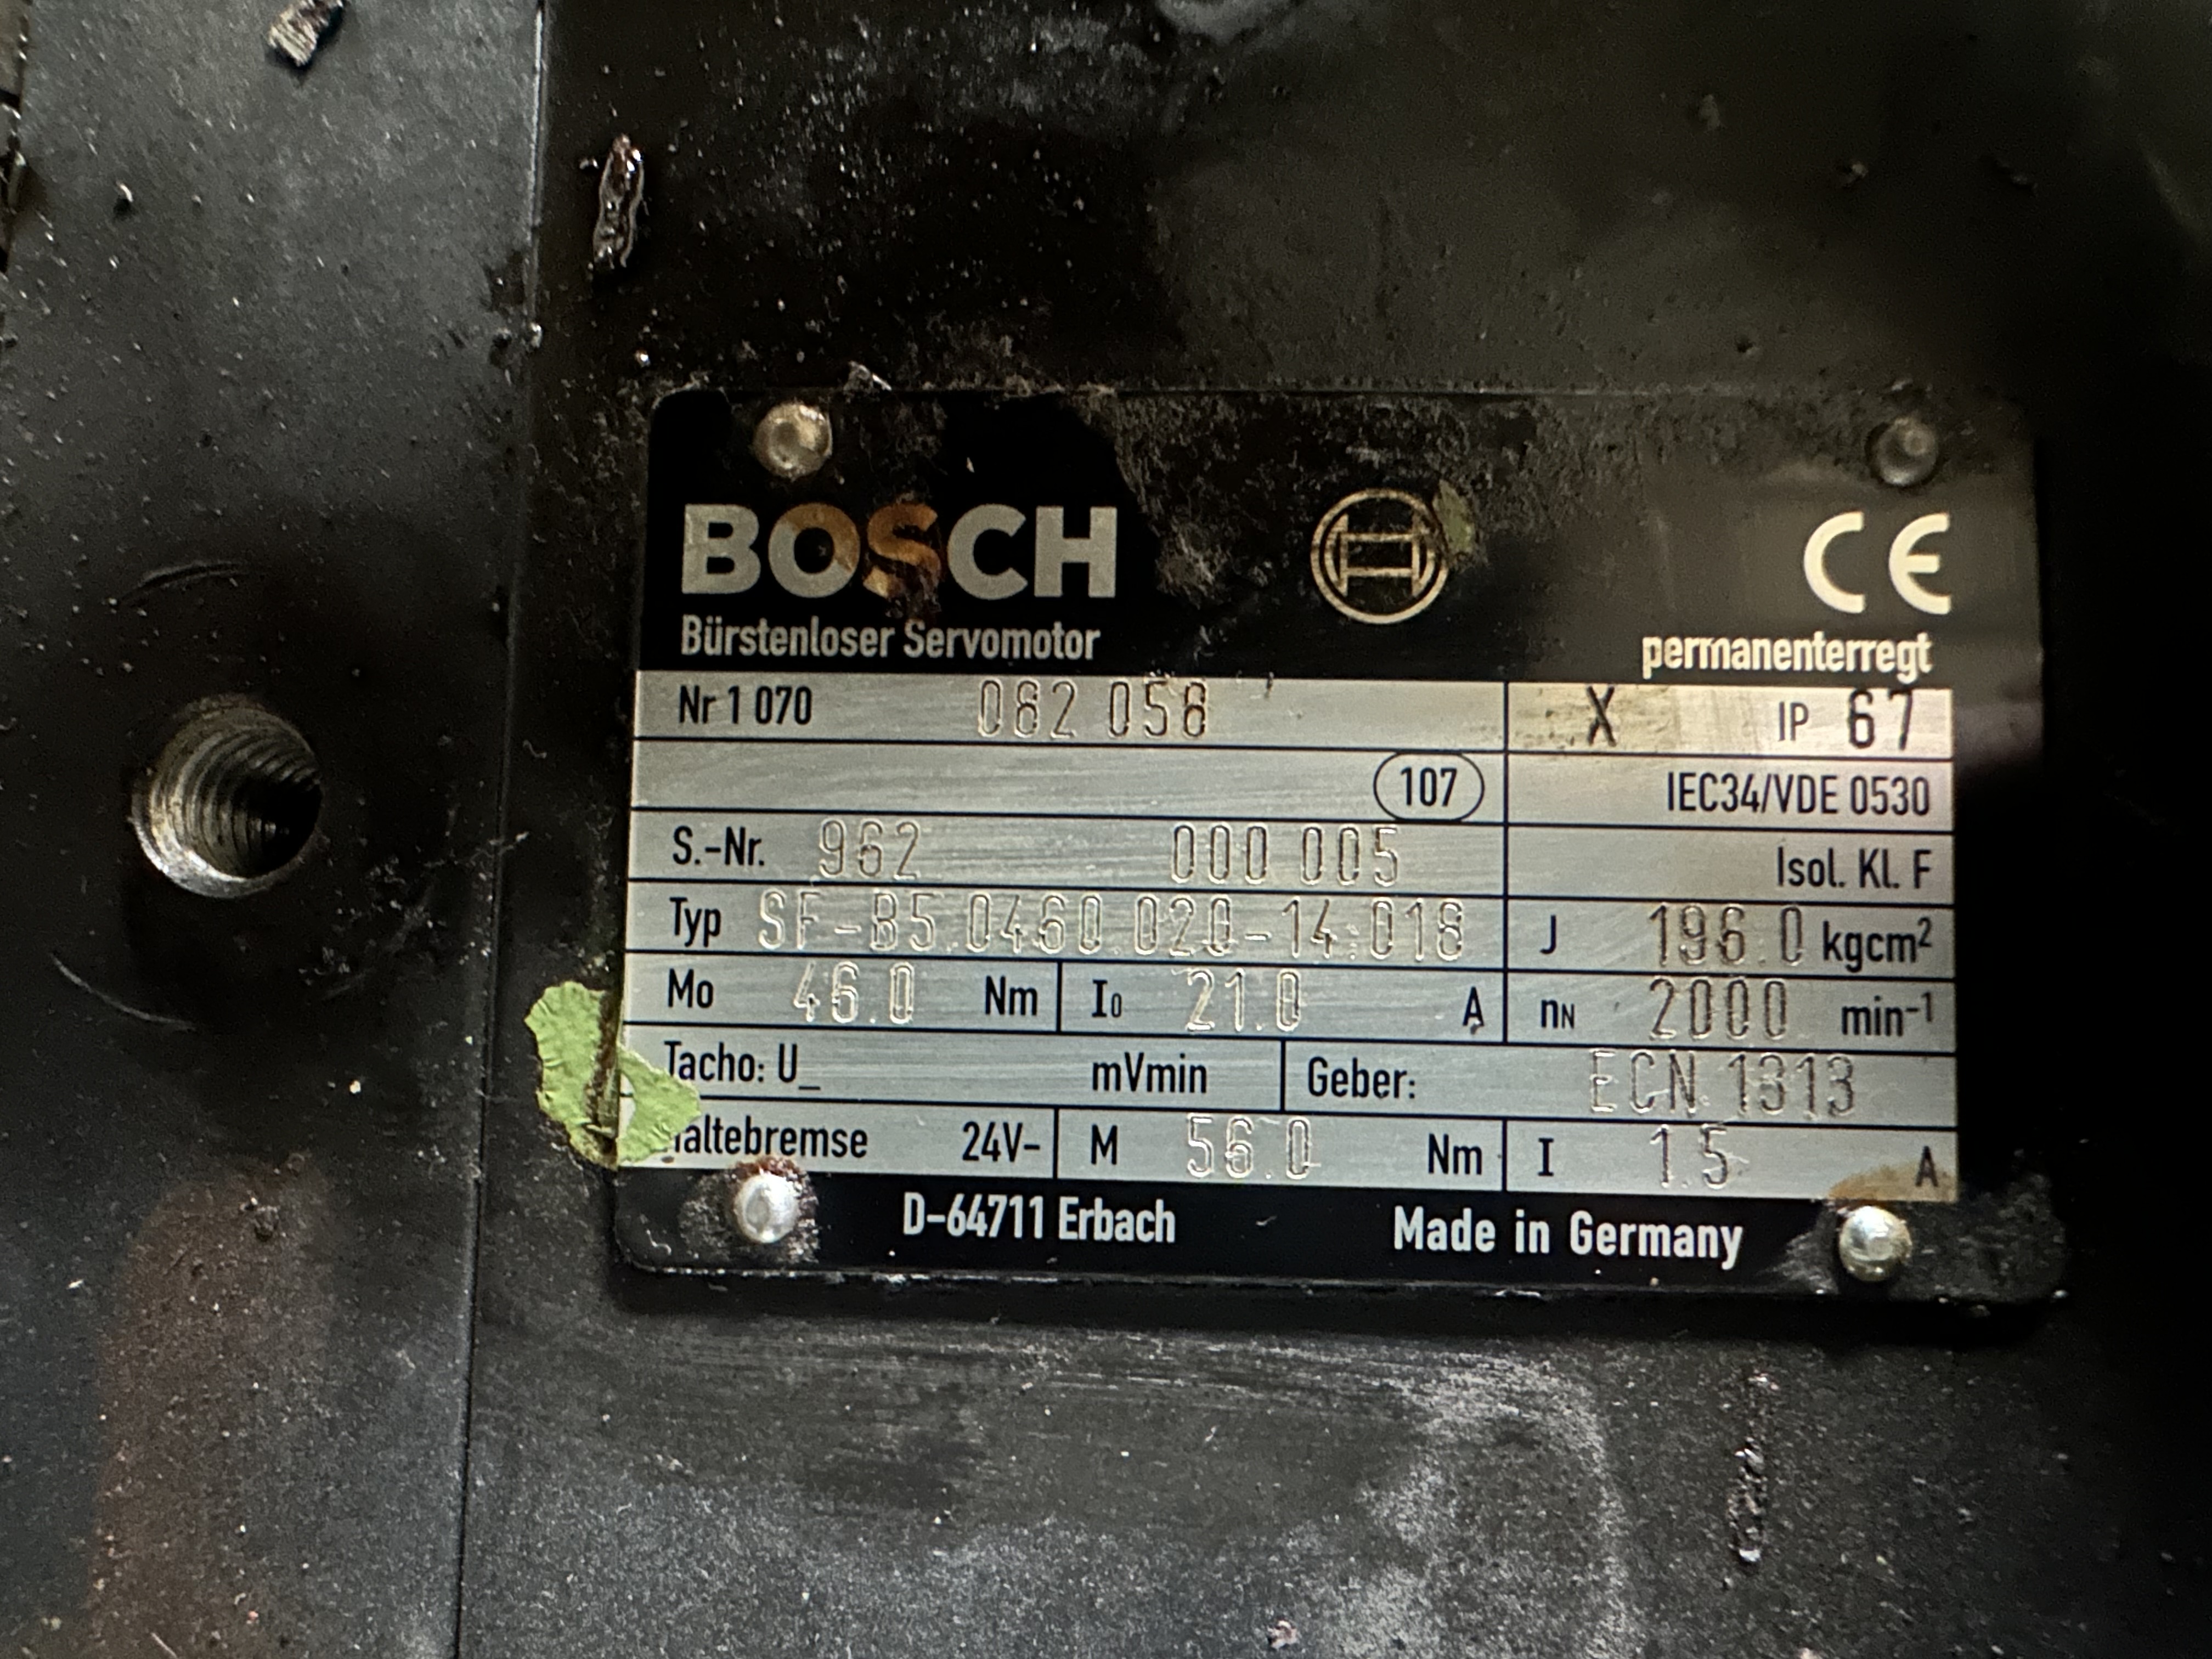 BOSCH CE
Bürstenloser Servomotor permanenterregt
Nr 1 070 082 058 X IP 67
107 IEC34/VDE 0530
S.-Nr. 962 000 005 Isol. Kl. F
Typ SF-B5.0460.020-14.018 J 196.0 kgcm²
Mo 46.0 Nm I0 21.0 A nN 2000 min-1
Tacho: U_ mVmin Geber: ECN 1313
altebremse 24V- M 56.0 Nm I 1.5 A
D-64711 Erbach Made in Germany